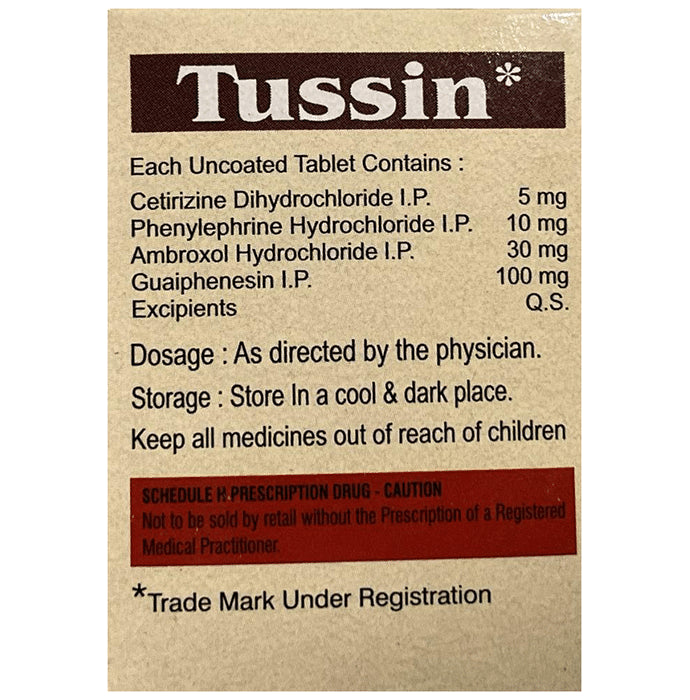 Tussin*
Each Uncoated Tablet Contains :
Cetirizine Dihydrochloride I.P. 5 mg
Phenylephrine Hydrochloride I.P. 10 mg
Ambroxol Hydrochloride I.P. 30 mg
Guaiphenesin I.P. 100 mg
Excipients Q.S.
Dosage : As directed by the physician.
Storage : Store In a cool & dark place.
Keep all medicines out of reach of children
SCHEDULE H PRESCRIPTION DRUG - CAUTION
Not to be sold by retail without the Prescription of a Registered
Medical Practitioner.
*Trade Mark Under Registration